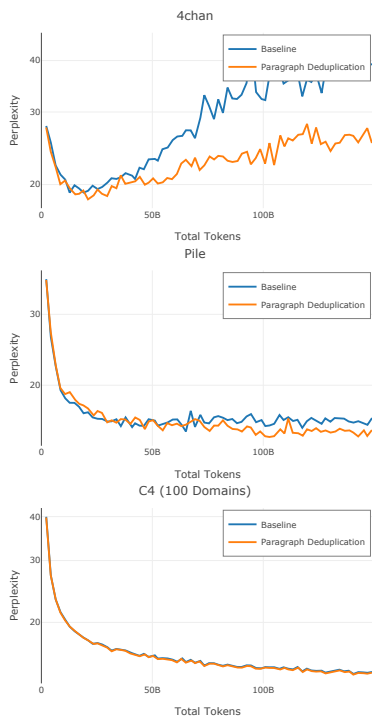 4chan
40
30
20
Perplexity
Baseline
Paragraph Deduplication
0
50B
100B
Total Tokens
Pile
30
20
Perplexity
Baseline
Paragraph Deduplication
0
50B
100B
Total Tokens
C4 (100 Domains)
40
30
20
Perplexity
Baseline
Paragraph Deduplication
0
50B
100B
Total Tokens